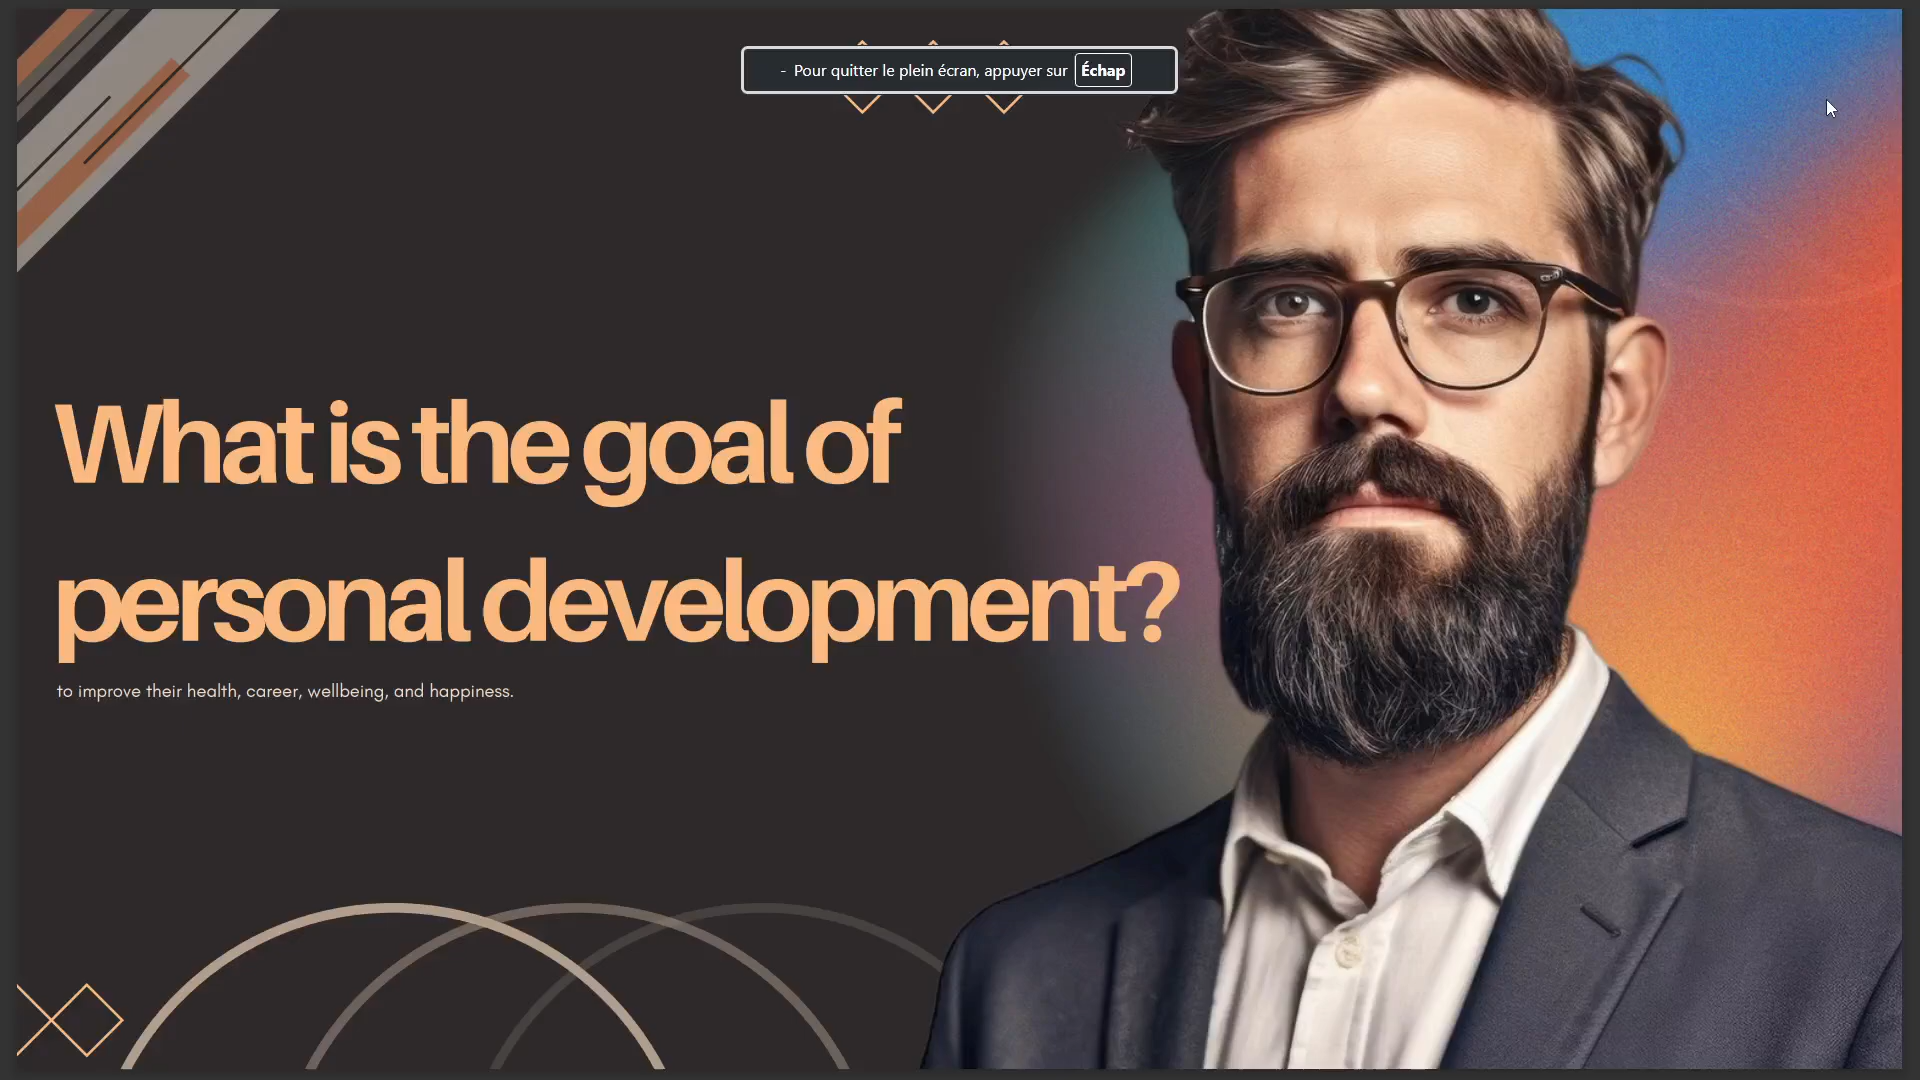 - Pour quitter le plein écran, appuyer sur Échap
What is the goal of
personal development?
to improve their health, career, wellbeing, and happiness.